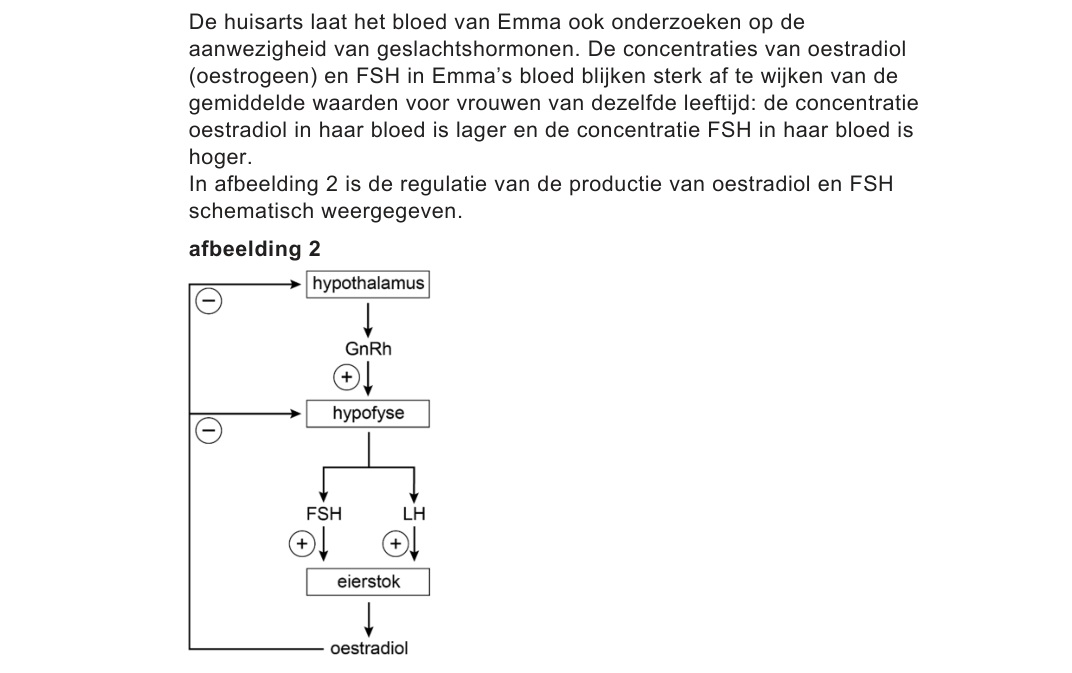 De huisarts laat het bloed van Emma ook onderzoeken op de
aanwezigheid van geslachtshormonen. De concentraties van oestradiol
(oestrogeen) en FSH in Emma's bloed blijken sterk af te wijken van de
gemiddelde waarden voor vrouwen van dezelfde leeftijd: de concentratie
oestradiol in haar bloed is lager en de concentratie FSH in haar bloed is
hoger.
In afbeelding 2 is de regulatie van de productie van oestradiol en FSH
schematisch weergegeven.
afbeelding 2
hypothalamus
−
GnRh
+
hypofyse
−
FSH LH
+ +
eierstok
oestradiol